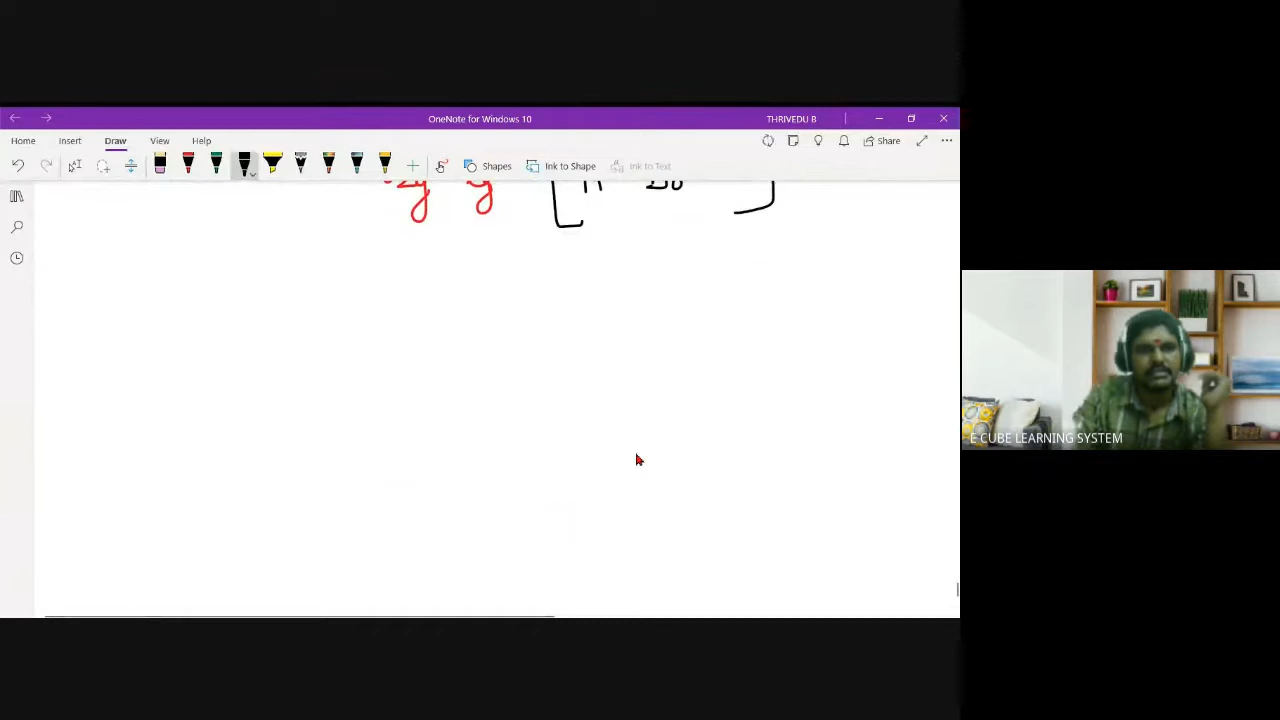 OneNote for Windows 10
THRIVEDU B
Home Insert Draw View Help
Share
Shapes
Ink to Shape
Ink to Text
E CUBE LEARNING SYSTEM